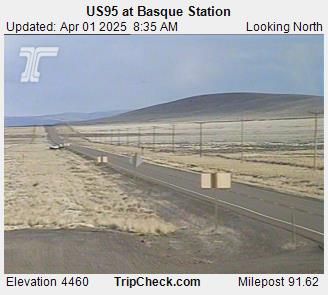 US95 at Basque Station
Updated: Apr 01 2025 8:35 AM Looking North
Elevation 4460 TripCheck.com Milepost 91.62